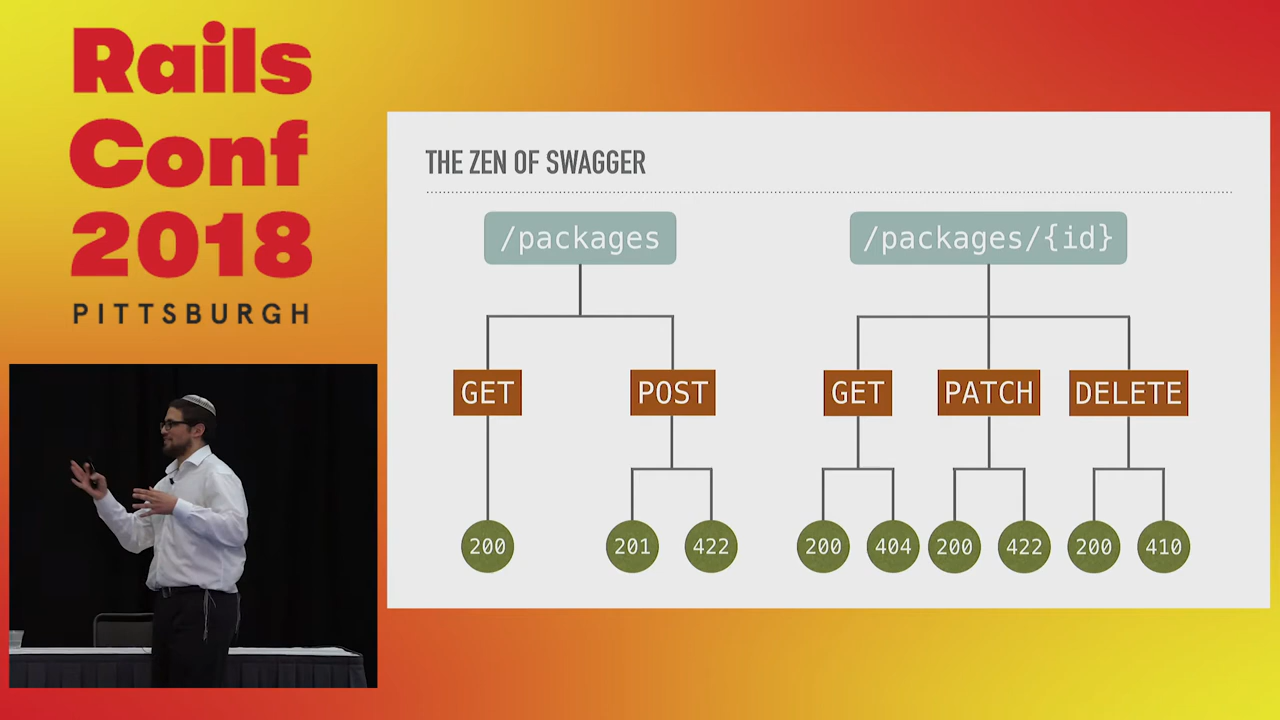 Rails
Conf
2018
PITTSBURGH
THE ZEN OF SWAGGER
/packages
/packages/{id}
GET
POST
GET
PATCH
DELETE
200
201
422
200
404
200
422
200
410